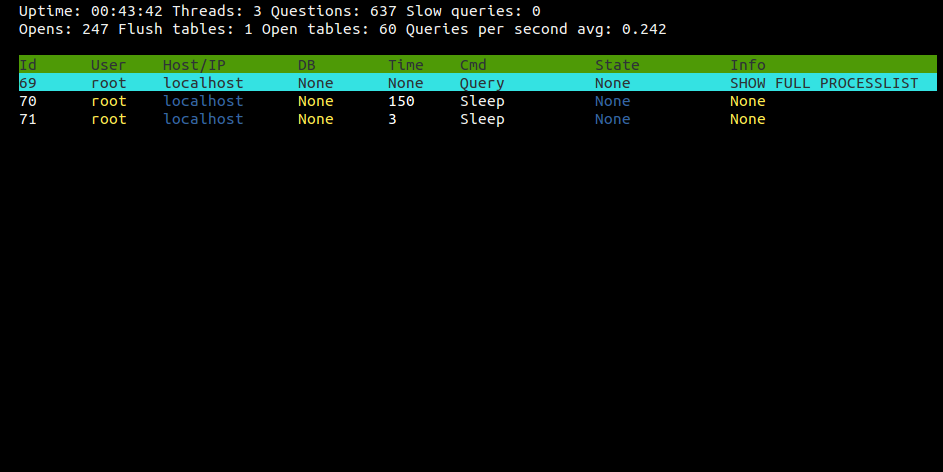 Uptime: 00:43:42 Threads: 3 Questions: 637 Slow queries: 0
Opens: 247 Flush tables: 1 Open tables: 60 Queries per second avg: 0.242
Id User Host/IP DB Time Cmd State Info
69 root localhost None None Query None SHOW FULL PROCESSLIST
70 root localhost None 150 Sleep None None
71 root localhost None 3 Sleep None None